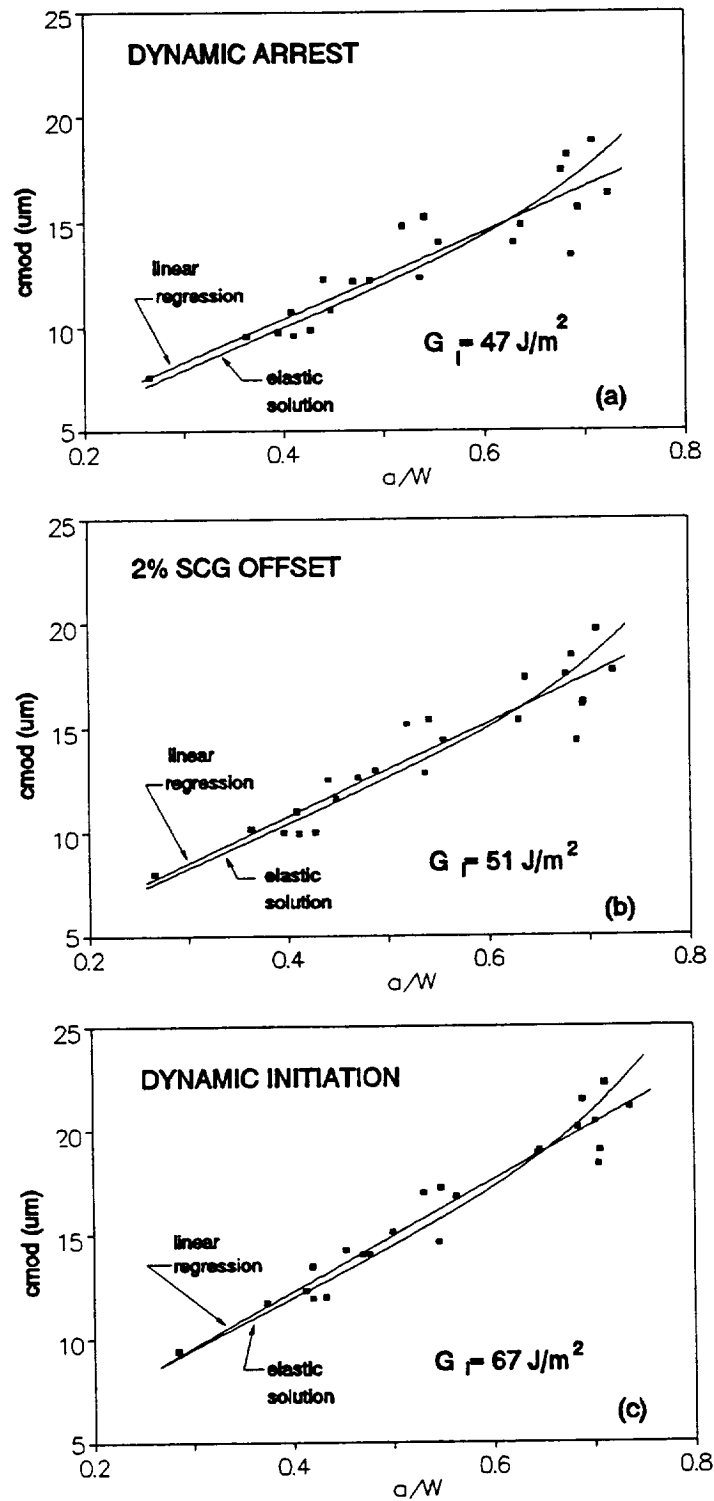 25
DYNAMIC ARREST
20
15
10
5
cmod (um)
linear
regression
elastic
solution
G I= 47 J/m2
(a)
0.2 0.4 0.6 0.8
a/W
25
2% SCG OFFSET
20
15
10
5
cmod (um)
linear
regression
elastic
solution
G I= 51 J/m2
(b)
0.2 0.4 0.6 0.8
a/W
25
DYNAMIC INITIATION
20
15
10
5
cmod (um)
linear
regression
elastic
solution
G I= 67 J/m2
(c)
0.2 0.4 0.6 0.8
a/W